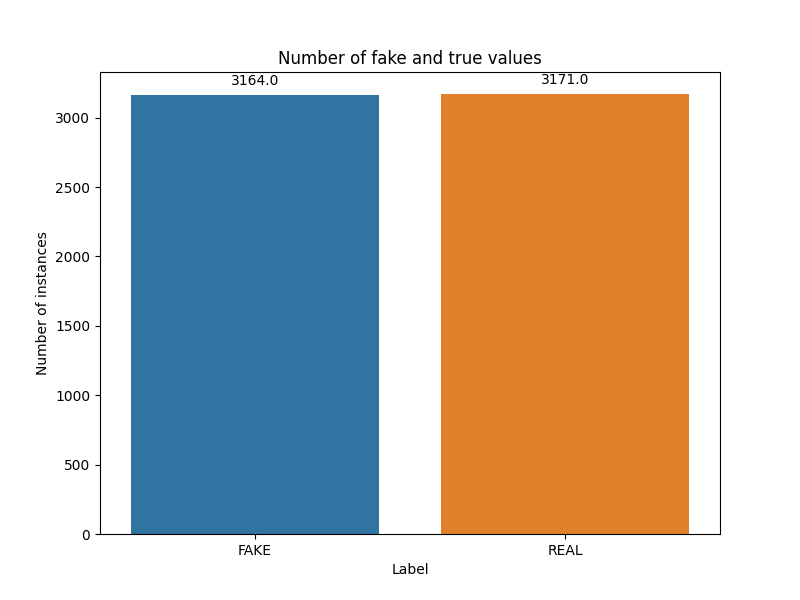 Number of fake and true values
3164.0
3171.0
3000
2500
2000
1500
1000
500
0
Number of instances
FAKE
REAL
Label